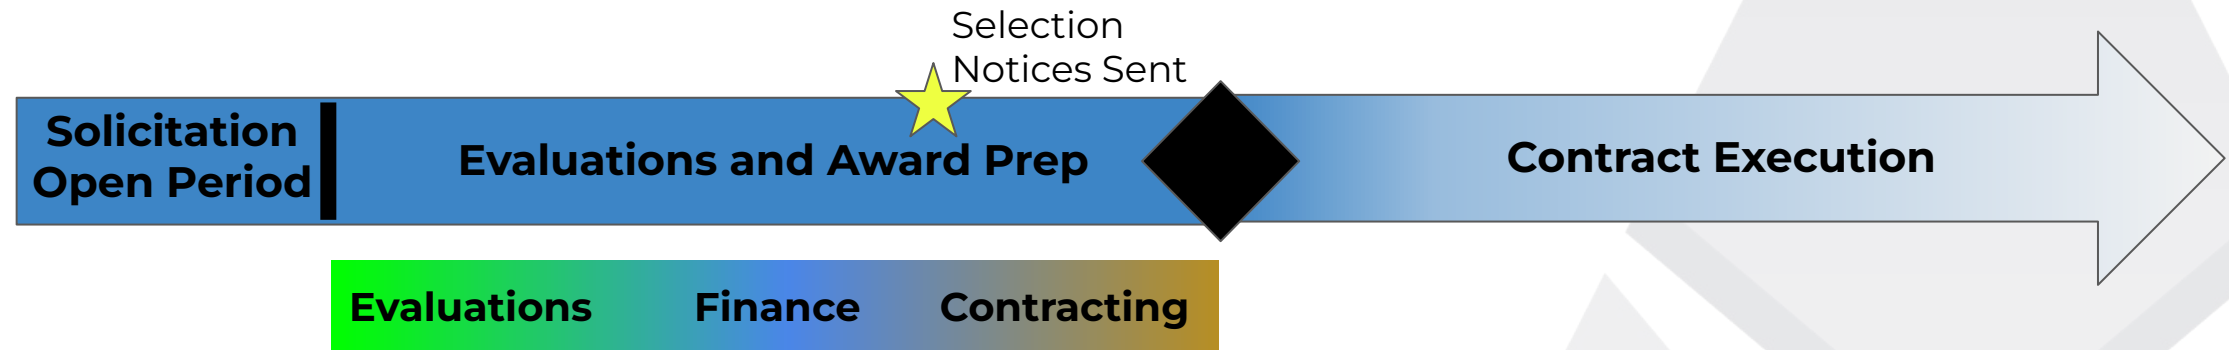 Selection
Notices Sent
Solicitation
Open Period
Evaluations and Award Prep
Contract Execution
Evaluations
Finance
Contracting